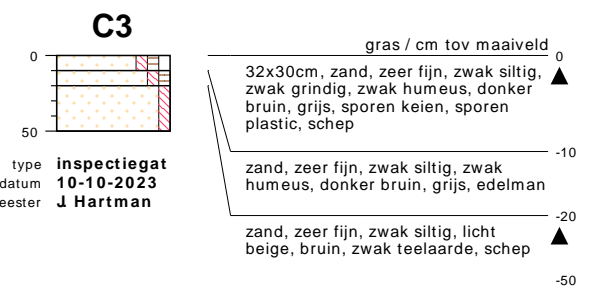 C3
gras / cm tov maaiveld
0
0
32x30cm, zand, zeer fijn, zwak siltig,
zwak grindig, zwak humeus, donker
bruin, grijs, sporen keien, sporen
plastic, schep
50
-10
type inspectiegat
datum 10-10-2023
eester J Hartman
zand, zeer fijn, zwak siltig, zwak
humeus, donker bruin, grijs, edelman
-20
zand, zeer fijn, zwak siltig, licht
beige, bruin, zwak teelaarde, schep
-50